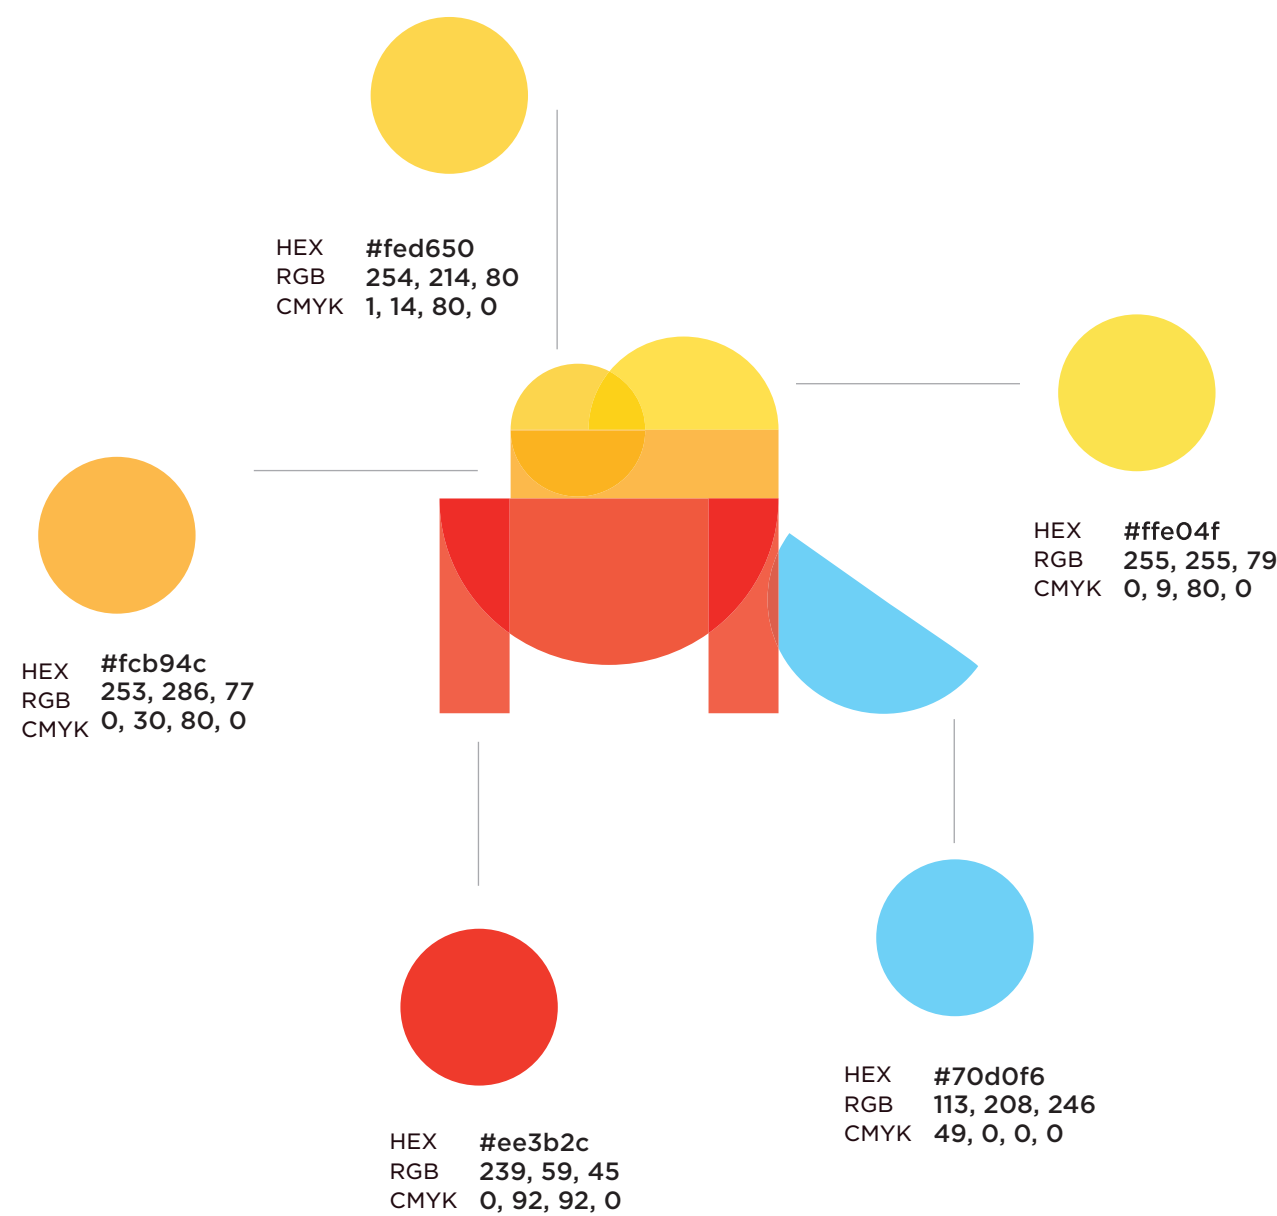 HEX #fed650
RGB 254, 214, 80
CMYK 1, 14, 80, 0
HEX #ffe04f
RGB 255, 255, 79
CMYK 0, 9, 80, 0
HEX #fcb94c
RGB 253, 286, 77
CMYK 0, 30, 80, 0
HEX #70d0f6
RGB 113, 208, 246
CMYK 49, 0, 0, 0
HEX #ee3b2c
RGB 239, 59, 45
CMYK 0, 92, 92, 0